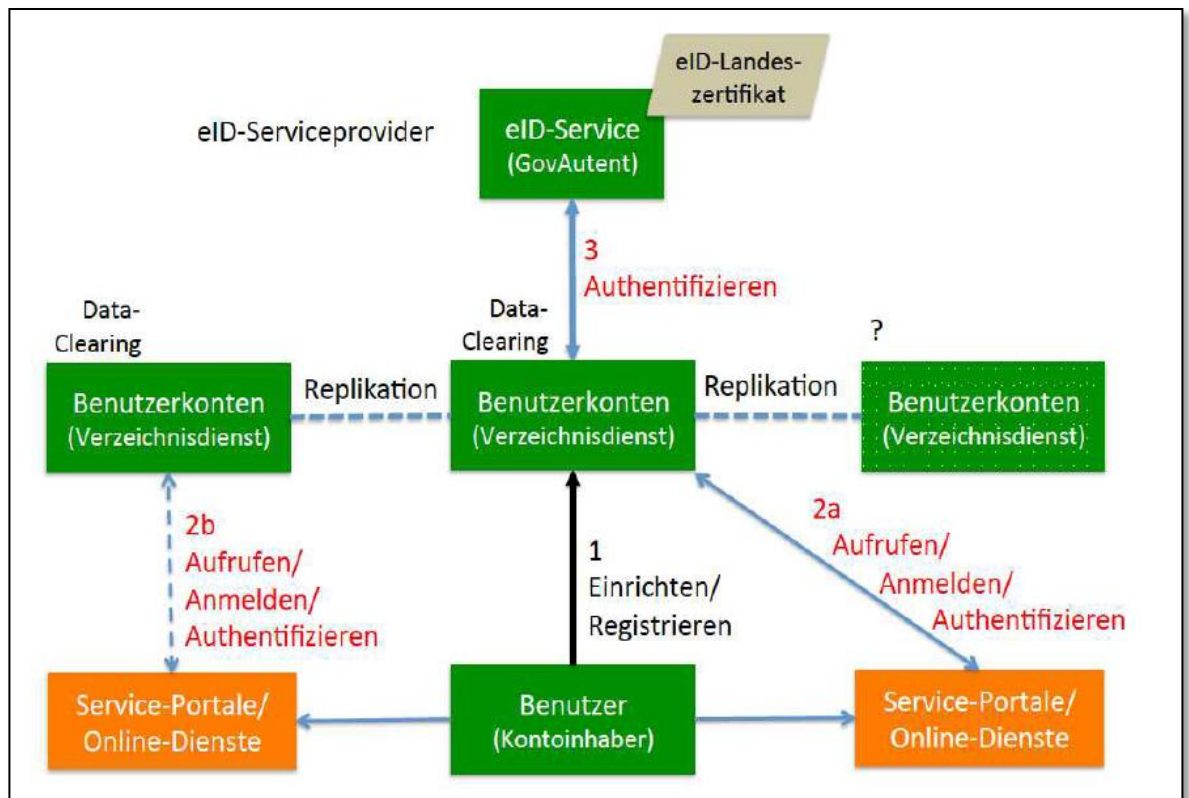 eID-Landes-
zertifikat
eID-Serviceprovider
eID-Service
(GovAutent)
3
Authentifizieren
Data-
Clearing
Data-
Clearing
?
Benutzerkonten
(Verzeichnisdienst)
Replikation
Benutzerkonten
(Verzeichnisdienst)
Replikation
Benutzerkonten
(Verzeichnisdienst)
2b
Aufrufen/
Anmelden/
Authentifizieren
1
Einrichten/
Registrieren
2a
Aufrufen/
Anmelden/
Authentifizieren
Service-Portale/
Online-Dienste
Benutzer
(Kontoinhaber)
Service-Portale/
Online-Dienste